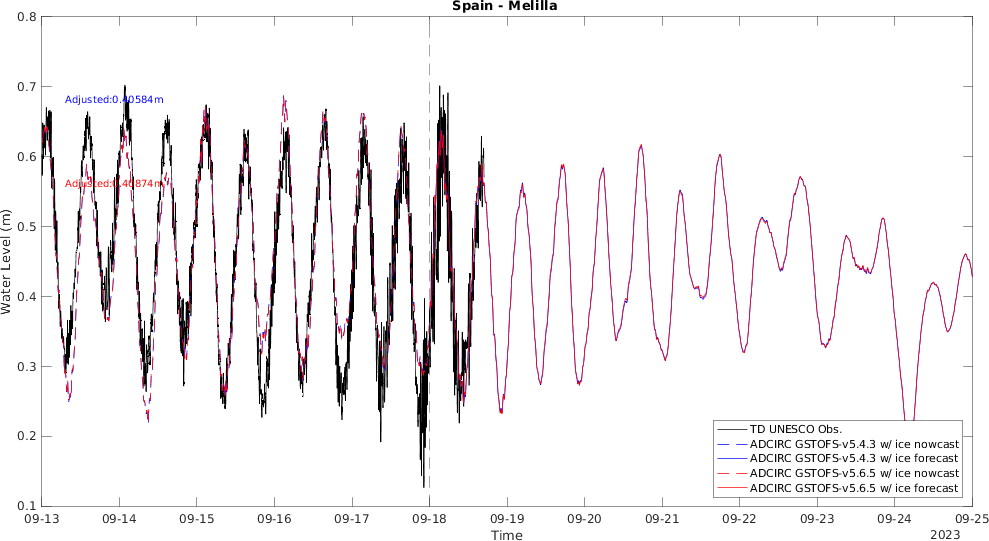 Spain - Melilla
0.8
0.7
0.6
0.5
0.4
0.3
0.2
0.1
Water Level (m)
Adjusted:0.40584m
Adjusted:0.40874m
TD UNESCO Obs.
ADCIRC GSTOFS-v5.4.3 w/ ice nowcast
ADCIRC GSTOFS-v5.4.3 w/ ice forecast
ADCIRC GSTOFS-v5.6.5 w/ ice nowcast
ADCIRC GSTOFS-v5.6.5 w/ ice forecast
09-13 09-14 09-15 09-16 09-17 09-18 09-19 09-20 09-21 09-22 09-23 09-24 09-25
Time
2023